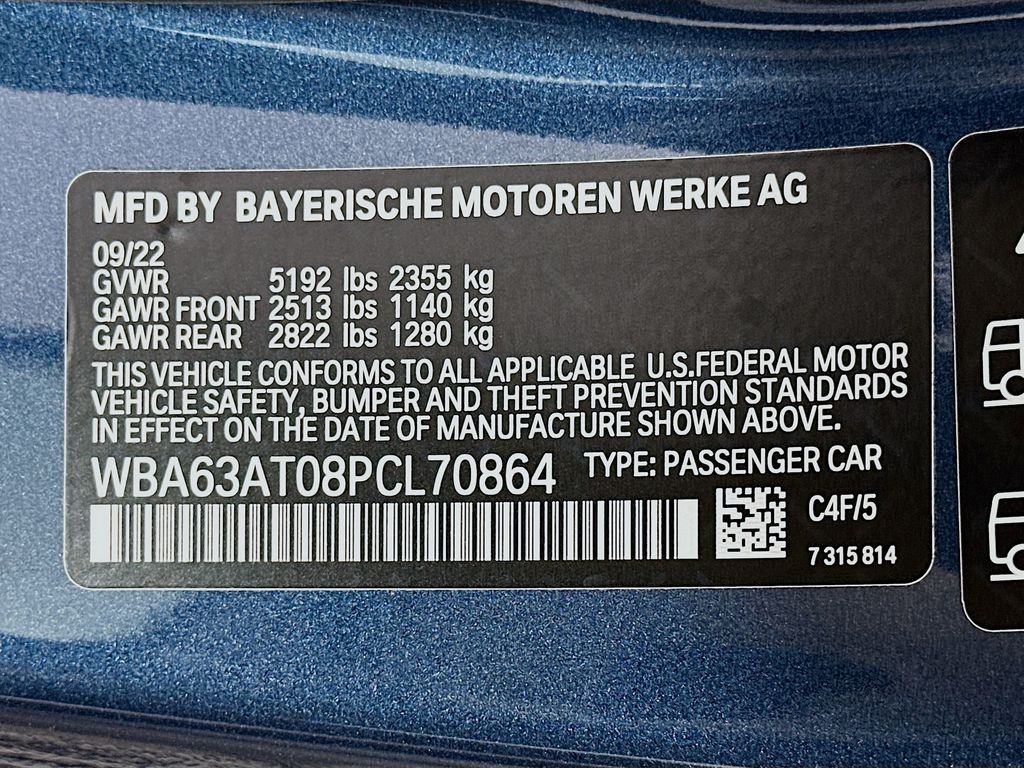 MFD BY BAYERISCHE MOTOREN WERKE AG
09/22
GVWR 5192 lbs 2355 kg
GAWR FRONT 2513 lbs 1140 kg
GAWR REAR 2822 lbs 1280 kg
THIS VEHICLE CONFORMS TO ALL APPLICABLE U.S.FEDERAL MOTOR
VEHICLE SAFETY, BUMPER AND THEFT PREVENTION STANDARDS
IN EFFECT ON THE DATE OF MANUFACTURE SHOWN ABOVE.
WBA63AT08PCL70864 TYPE: PASSENGER CAR
C4F/5
7 315 814